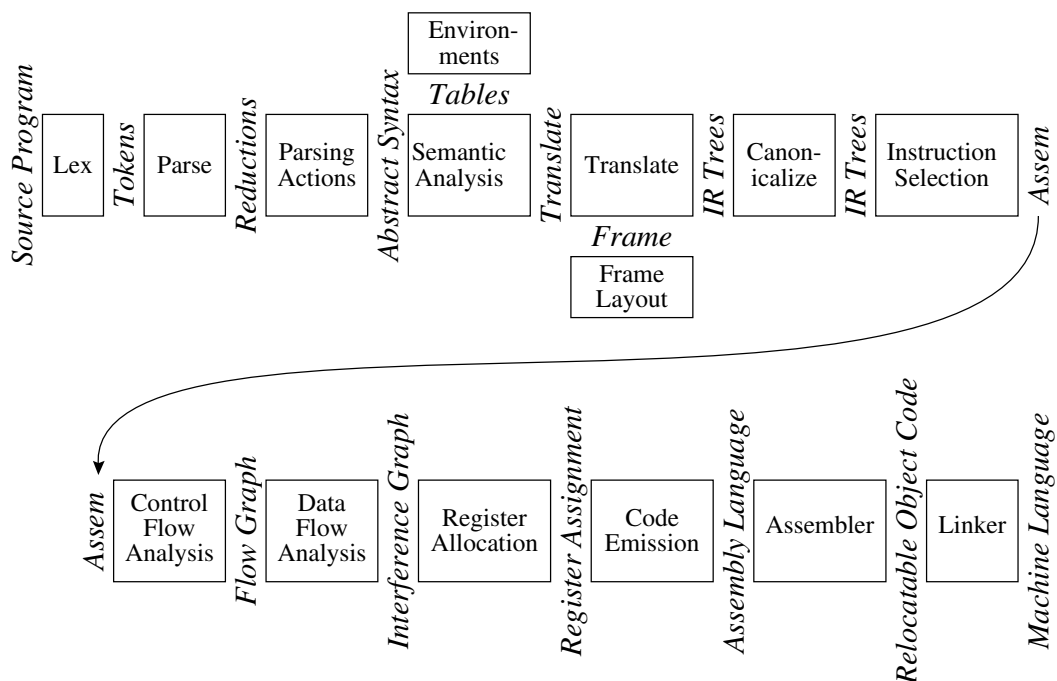 Environ-
ments
Tables
Source Program
Lex
Tokens
Parse
Reductions
Parsing
Actions
Abstract Syntax
Semantic
Analysis
Translate
Translate
IR Trees
Canon-
icalize
IR Trees
Instruction
Selection
Assem
Frame
Frame
Layout
Assem
Control
Flow
Analysis
Flow Graph
Data
Flow
Analysis
Interference Graph
Register
Allocation
Register Assignment
Code
Emission
Assembly Language
Assembler
Relocatable Object Code
Linker
Machine Language